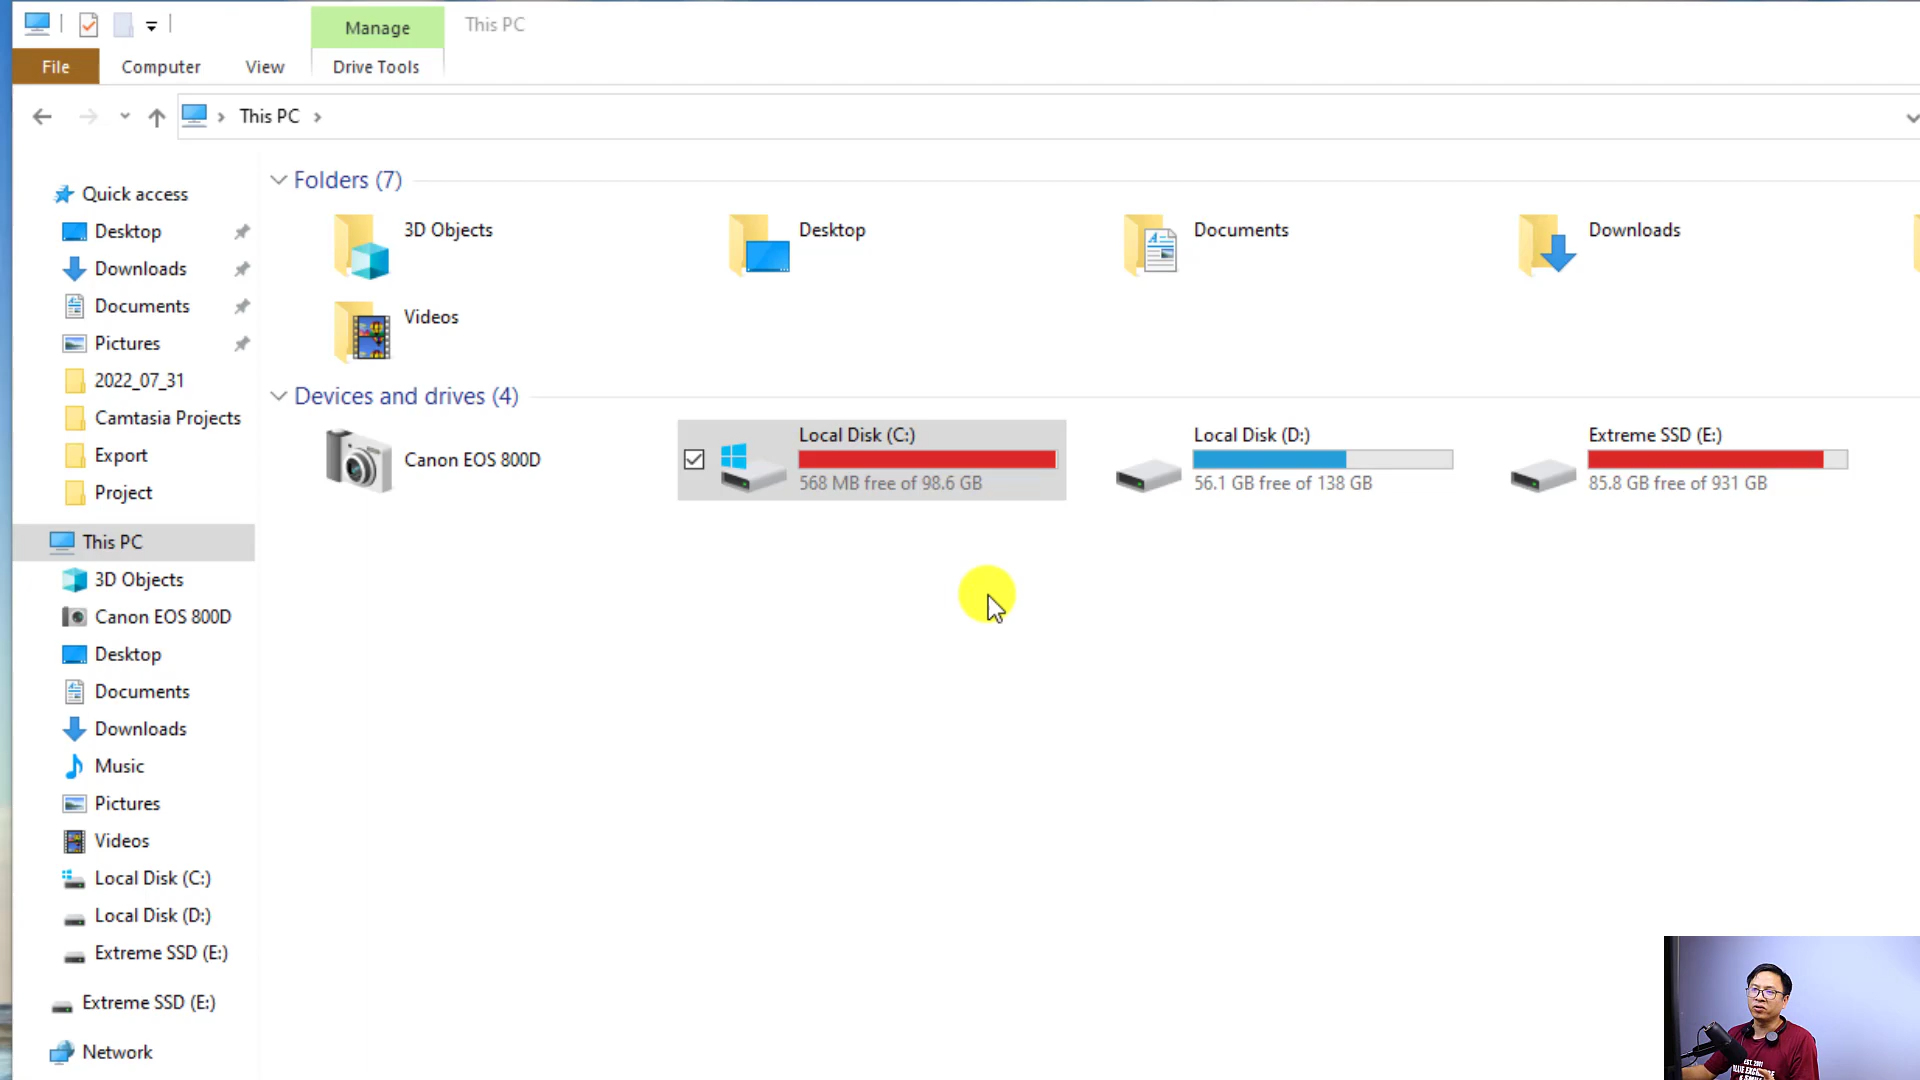 Manage
This PC
File
Computer
View
Drive Tools
This PC
Quick access
Desktop
Downloads
Documents
Pictures
2022_07_31
Camtasia Projects
Export
Project
This PC
3D Objects
Canon EOS 800D
Desktop
Documents
Downloads
Music
Pictures
Videos
Local Disk (C:)
Local Disk (D:)
Extreme SSD (E:)
Extreme SSD (E:)
Network
Folders (7)
3D Objects
Desktop
Documents
Downloads
Videos
Devices and drives (4)
Canon EOS 800D
Local Disk (C:)
568 MB free of 98.6 GB
Local Disk (D:)
56.1 GB free of 138 GB
Extreme SSD (E:)
85.8 GB free of 931 GB